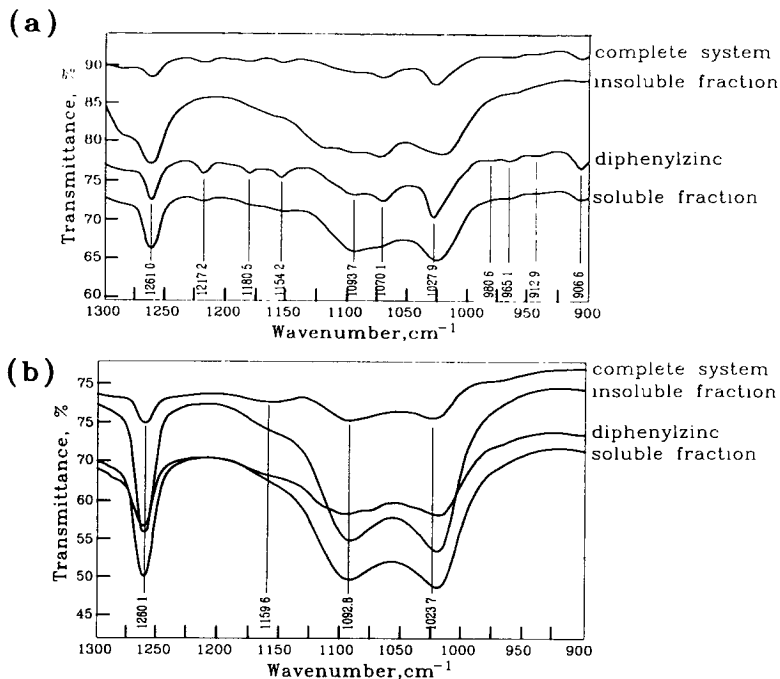 (a)
complete system
insoluble fraction
diphenylzinc
soluble fraction
Transmittance,
90
85
80
75
70
65
60
1261 0
1217 2
1180 5
1154 2
1093 7
1070 1
1027 9
980 6
965 1
912 9
906 6
1300 1250 1200 1150 1100 1050 1000 950 900
Wavenumber,cm⁻¹
(b)
complete system
insoluble fraction
diphenylzinc
soluble fraction
Transmittance, %
75
75
70
60
55
50
45
1260 1
1159 6
1092 8
1023 7
1300 1250 1200 1150 1100 1050 1000 950 900
Wavenumber,cm⁻¹